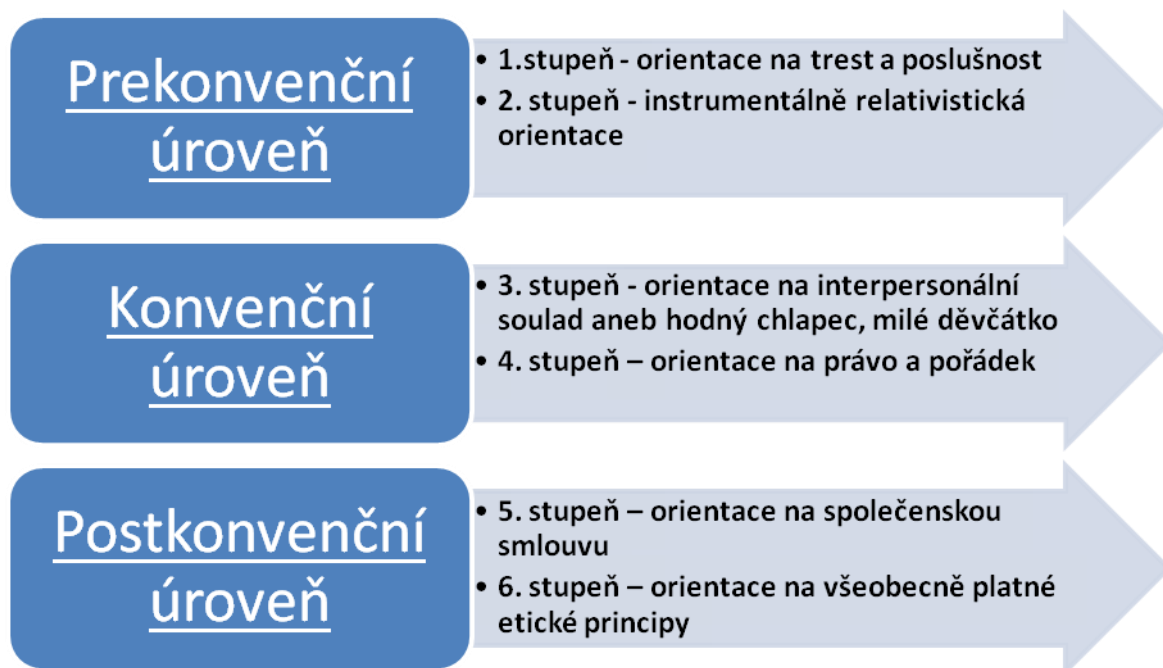 Prekonvenční
úroveň
• 1.stupeň - orientace na trest a poslušnost
• 2. stupeň - instrumentálně relativistická
orientace
Konvenční
úroveň
• 3. stupeň - orientace na interpersonální
soulad aneb hodný chlapec, milé děvčátko
• 4. stupeň – orientace na právo a pořádek
Postkonvenční
úroveň
• 5. stupeň – orientace na společenskou
smlouvu
• 6. stupeň – orientace na všeobecně platné
etické principy